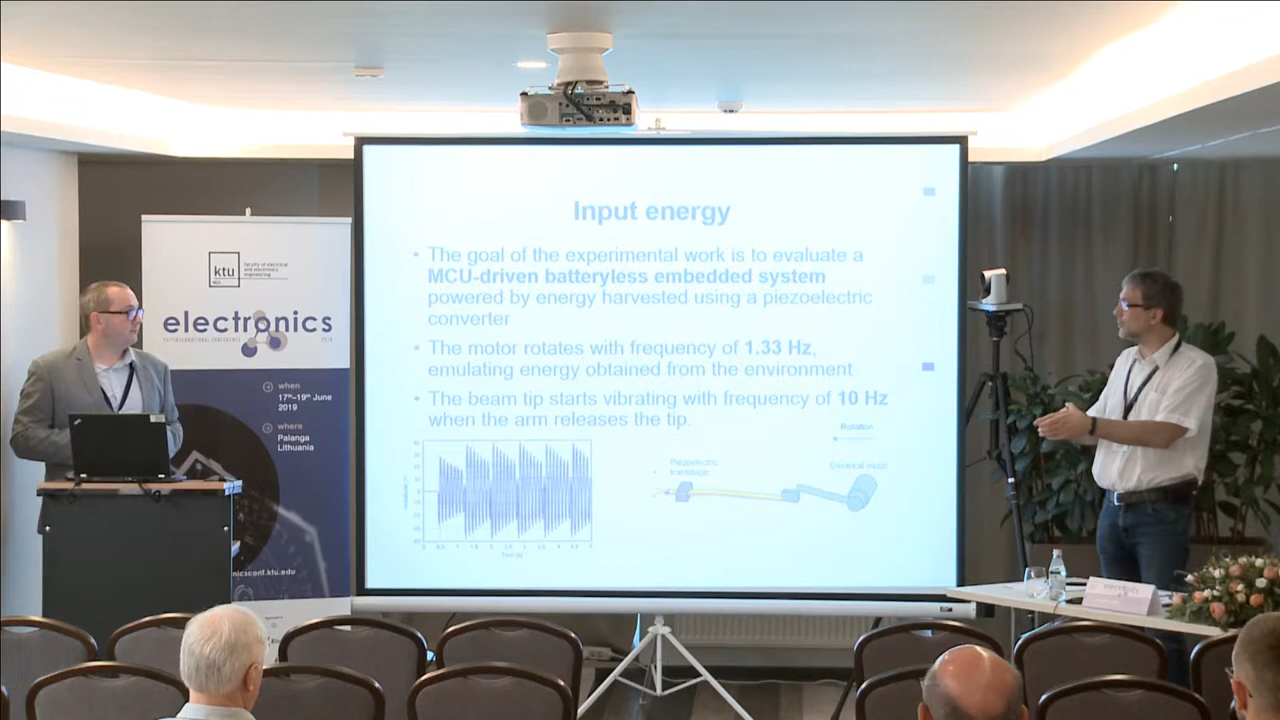 ktu
1922
faculty of electrical
and electronics
engineering
electronics
when
17th–19th June
2019
where
Palanga
Lithuania
Input energy
• The goal of the experimental work is to evaluate a
MCU-driven batteryless embedded system
powered by energy harvested using a piezoelectric
converter
• The motor rotates with frequency of 1.33 Hz,
emulating energy obtained from the environment
• The beam tip starts vibrating with frequency of 10 Hz
when the arm releases the tip.
Rotation
Piezoelectric
transducer
Electrical motor
Time (s)
electronics